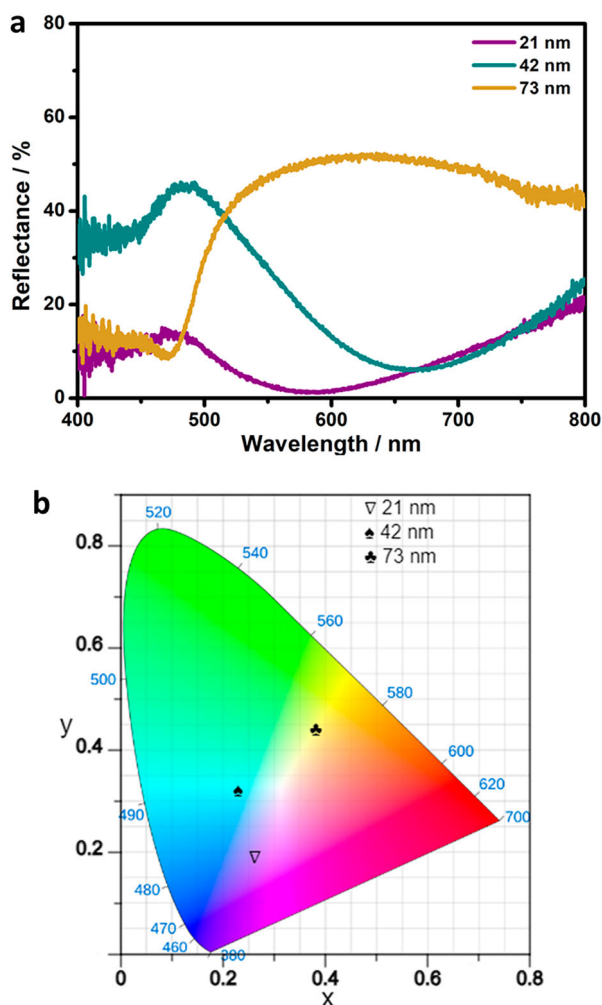 a
80
21 nm
42 nm
73 nm
60
40
20
0
Reflectance / %
400 500 600 700 800
Wavelength / nm
b
▽ 21 nm
♠ 42 nm
♣ 73 nm
520
540
560
580
600
620
700
500
490
480
470
460
380
0.8
0.6
0.4
0.2
y
0 0.2 0.4 0.6 0.8
x